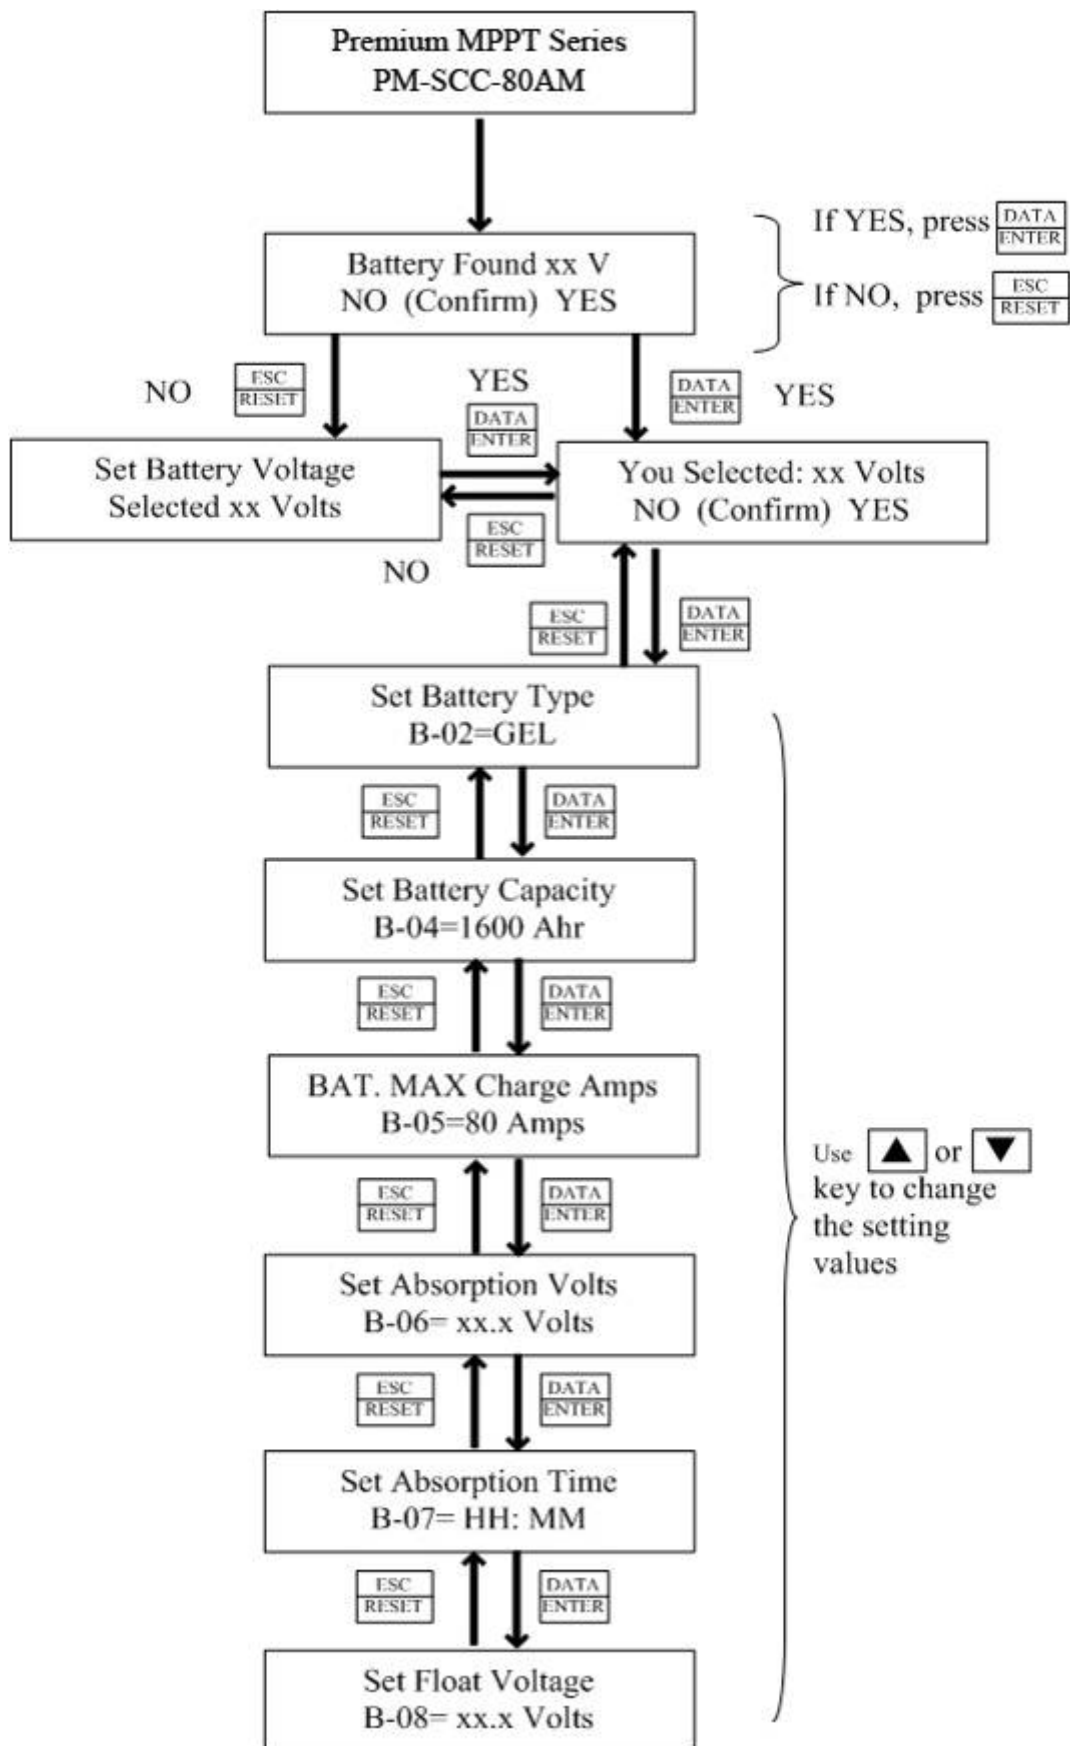 Premium MPPT Series
PM-SCC-80AM
If YES, press DATA ENTER
Battery Found xx V
NO (Confirm) YES
If NO, press ESC RESET
NO
ESC
RESET
YES
DATA
ENTER
DATA
ENTER
YES
Set Battery Voltage
Selected xx Volts
You Selected: xx Volts
NO (Confirm) YES
NO
ESC
RESET
ESC
RESET
DATA
ENTER
Set Battery Type
B-02=GEL
ESC
RESET
DATA
ENTER
Set Battery Capacity
B-04=1600 Ahr
ESC
RESET
DATA
ENTER
BAT. MAX Charge Amps
B-05=80 Amps
Use ▲ or ▼
key to change
the setting
values
ESC
RESET
DATA
ENTER
Set Absorption Volts
B-06= xx.x Volts
ESC
RESET
DATA
ENTER
Set Absorption Time
B-07= HH: MM
ESC
RESET
DATA
ENTER
Set Float Voltage
B-08= xx.x Volts